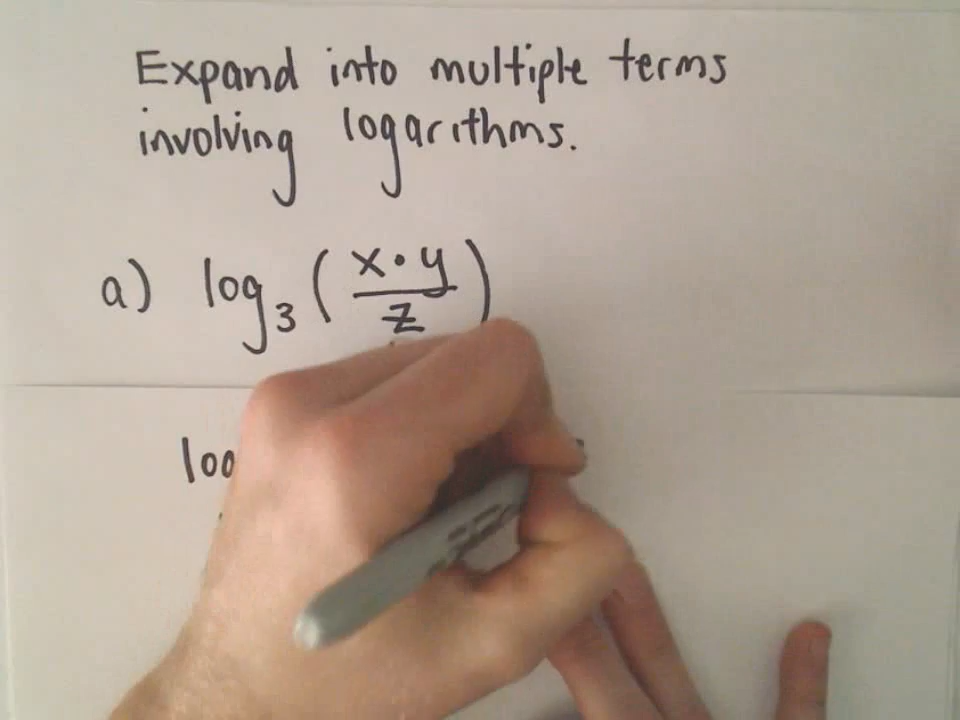 Expand into multiple terms
involving logarithms.
a) log₃ (x·y/z)